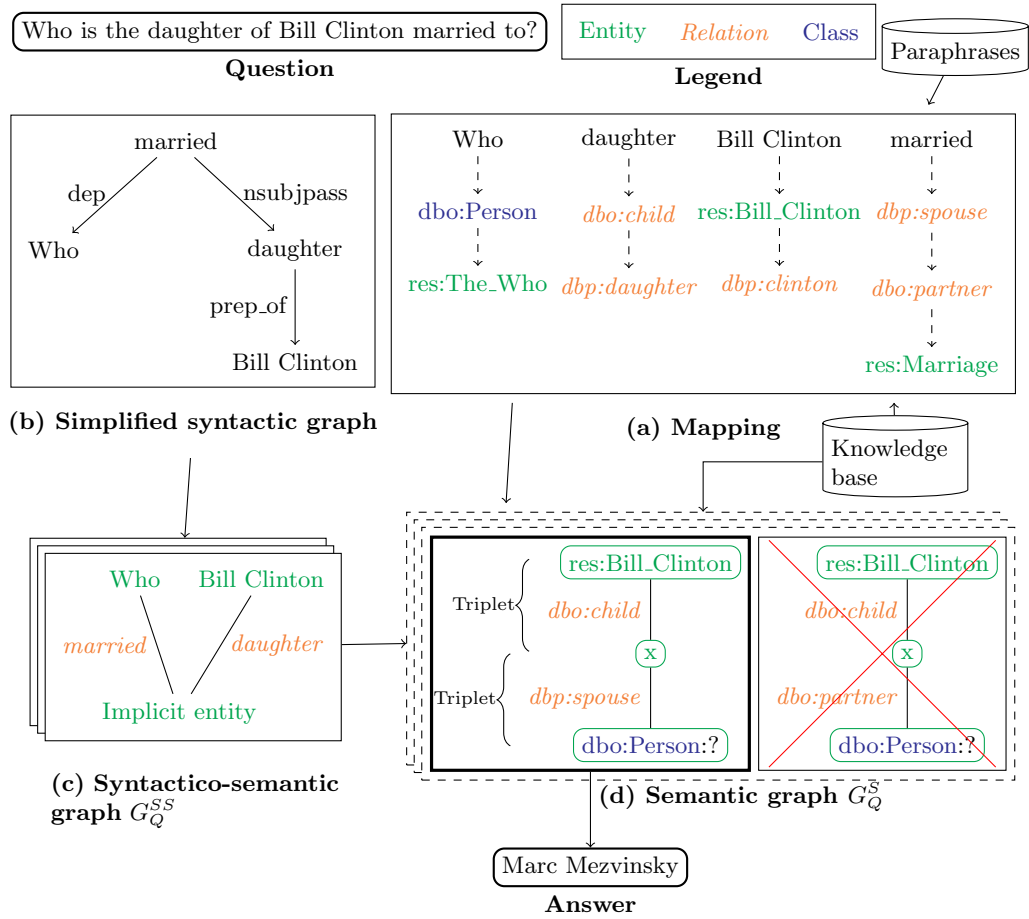 Who is the daughter of Bill Clinton married to?
Question
Entity Relation Class
Legend
Paraphrases
married
dep
nsubjpass
Who
daughter
prep_of
Bill Clinton
(b) Simplified syntactic graph
Who daughter Bill Clinton married
dbo:Person dbo:child res:Bill_Clinton dbp:spouse
res:The_Who dbp:daughter dbp:clinton dbo:partner
res:Marriage
(a) Mapping
Knowledge
base
Who Bill Clinton
married daughter
Implicit entity
(c) Syntactico-semantic
graph G_Q^SS
res:Bill_Clinton
Triplet
dbo:child
x
Triplet
dbp:spouse
dbo:Person:?
res:Bill_Clinton
dbo:child
x
dbo:partner
dbo:Person:?
(d) Semantic graph G_Q^S
Marc Mezvinsky
Answer